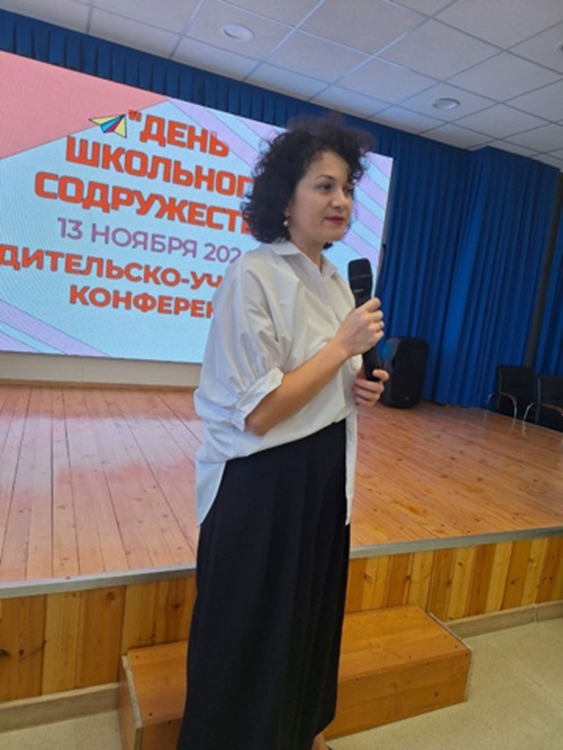 "ДЕНЬ
ШКОЛЬНОГ
СОДРУЖЕСТ
13 НОЯБРЯ 202
ДИТЕЛЬСКО-УЧ
КОНФЕРЕН